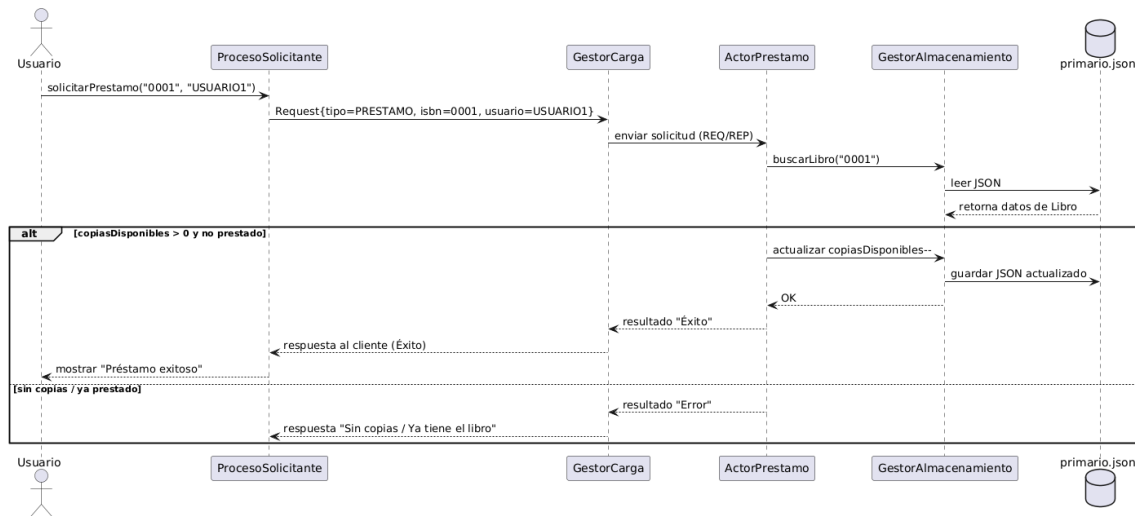 Usuario
ProcesoSolicitante
GestorCarga
ActorPrestamo
GestorAlmacenamiento
primario.json
solicitarPrestamo("0001", "USUARIO1")
Request{tipo=PRESTAMO, isbn=0001, usuario=USUARIO1}
enviar solicitud (REQ/REP)
buscarLibro("0001")
leer JSON
retorna datos de Libro
alt [copiasDisponibles > 0 y no prestado]
actualizar copiasDisponibles--
guardar JSON actualizado
OK
resultado "Éxito"
respuesta al cliente (Éxito)
mostrar "Préstamo exitoso"
[sin copias / ya prestado]
resultado "Error"
respuesta "Sin copias / Ya tiene el libro"
Usuario
ProcesoSolicitante
GestorCarga
ActorPrestamo
GestorAlmacenamiento
primario.json